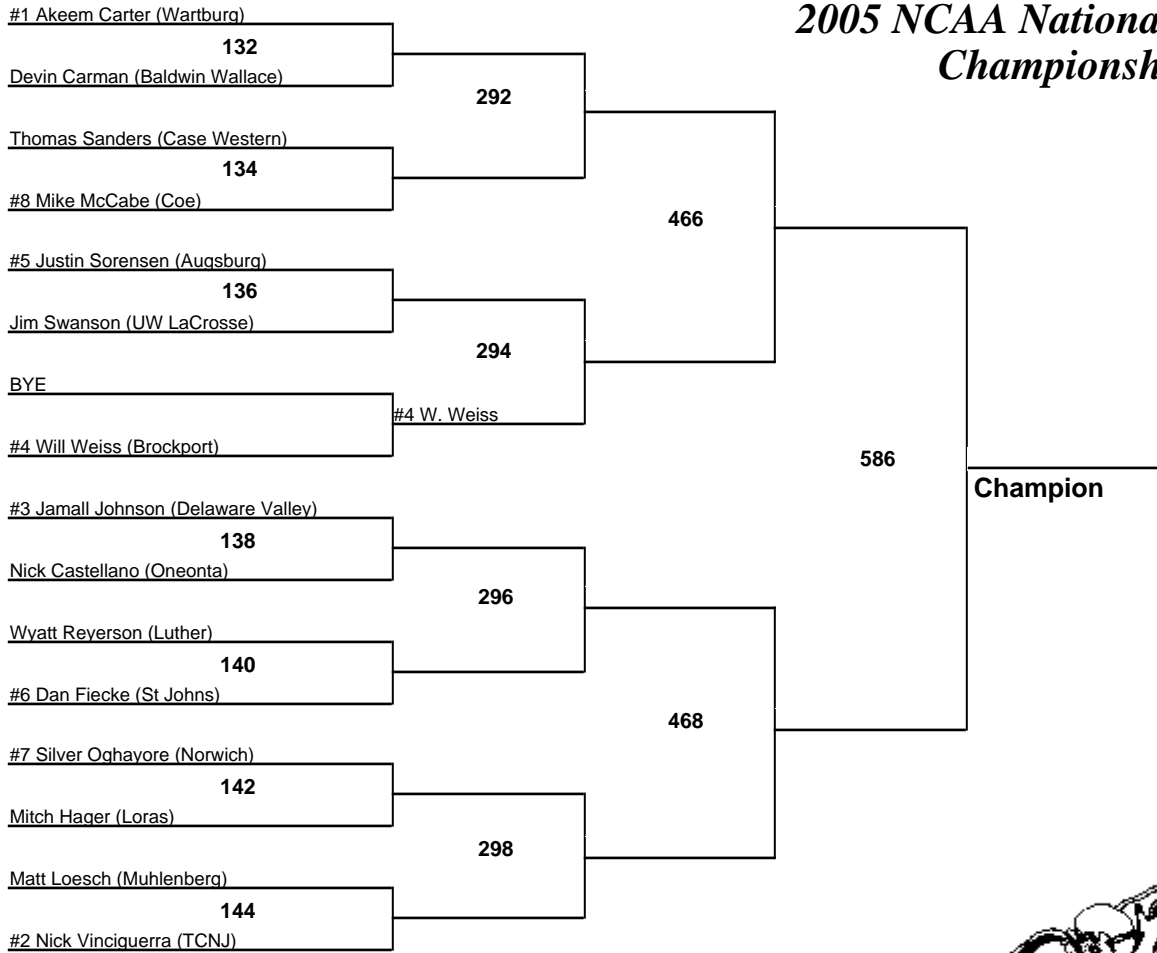 #1 Akeem Carter (Wartburg)
2005 NCAA Nationa
Championsh
132
Devin Carman (Baldwin Wallace)
292
Thomas Sanders (Case Western)
134
#8 Mike McCabe (Coe)
466
#5 Justin Sorensen (Augsburg)
136
Jim Swanson (UW LaCrosse)
294
BYE
#4 W. Weiss
#4 Will Weiss (Brockport)
586
Champion
#3 Jamall Johnson (Delaware Valley)
138
Nick Castellano (Oneonta)
296
Wyatt Reyerson (Luther)
140
#6 Dan Fiecke (St Johns)
468
#7 Silver Oghayore (Norwich)
142
Mitch Hager (Loras)
298
Matt Loesch (Muhlenberg)
144
#2 Nick Vinciguerra (TCNJ)